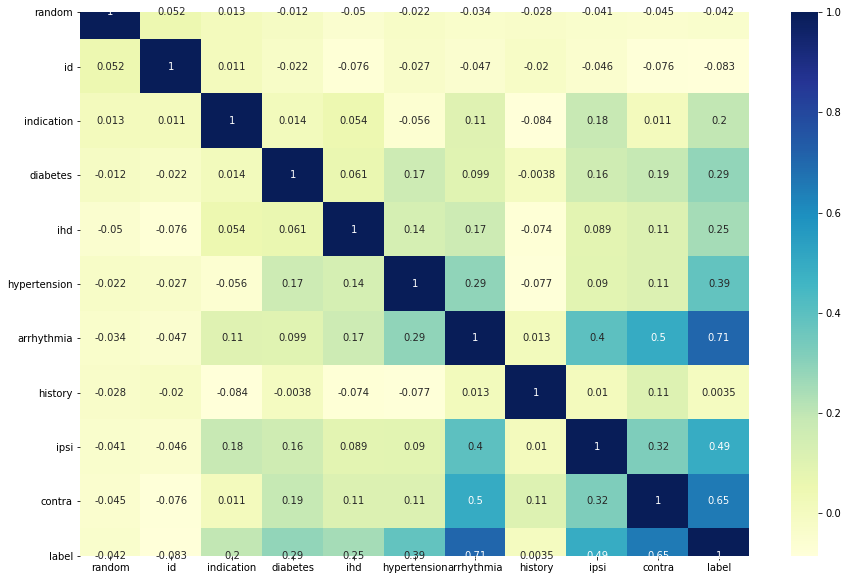 random 1 0.052 0.013 -0.012 -0.05 -0.022 -0.034 -0.028 -0.041 -0.045 -0.042
id 0.052 1 0.011 -0.022 -0.076 -0.027 -0.047 -0.02 -0.046 -0.076 -0.083
indication 0.013 0.011 1 0.014 0.054 -0.056 0.11 -0.084 0.18 0.011 0.2
diabetes -0.012 -0.022 0.014 1 0.061 0.17 0.099 -0.0038 0.16 0.19 0.29
ihd -0.05 -0.076 0.054 0.061 1 0.14 0.17 -0.074 0.089 0.11 0.25
hypertension -0.022 -0.027 -0.056 0.17 0.14 1 0.29 -0.077 0.09 0.11 0.39
arrhythmia -0.034 -0.047 0.11 0.099 0.17 0.29 1 0.013 0.4 0.5 0.71
history -0.028 -0.02 -0.084 -0.0038 -0.074 -0.077 0.013 1 0.01 0.11 0.0035
ipsi -0.041 -0.046 0.18 0.16 0.089 0.09 0.4 0.01 1 0.32 0.49
contra -0.045 -0.076 0.011 0.19 0.11 0.11 0.5 0.11 0.32 1 0.65
label -0.042 -0.083 0.2 0.29 0.25 0.39 0.71 0.0035 0.49 0.65 1
random id indication diabetes ihd hypertension arrhythmia history ipsi contra label
1.0
0.8
0.6
0.4
0.2
0.0